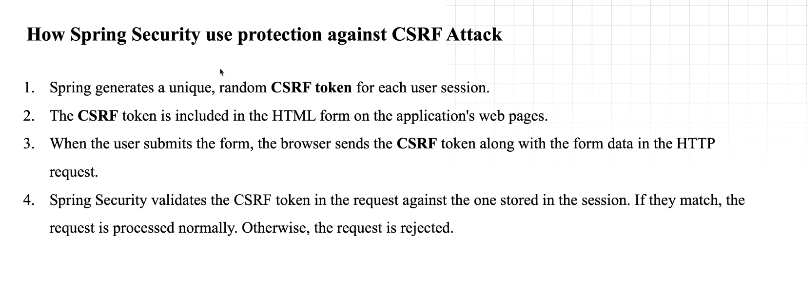 How Spring Security use protection against CSRF Attack
1. Spring generates a unique, random CSRF token for each user session.
2. The CSRF token is included in the HTML form on the application's web pages.
3. When the user submits the form, the browser sends the CSRF token along with the form data in the HTTP
request.
4. Spring Security validates the CSRF token in the request against the one stored in the session. If they match, the
request is processed normally. Otherwise, the request is rejected.